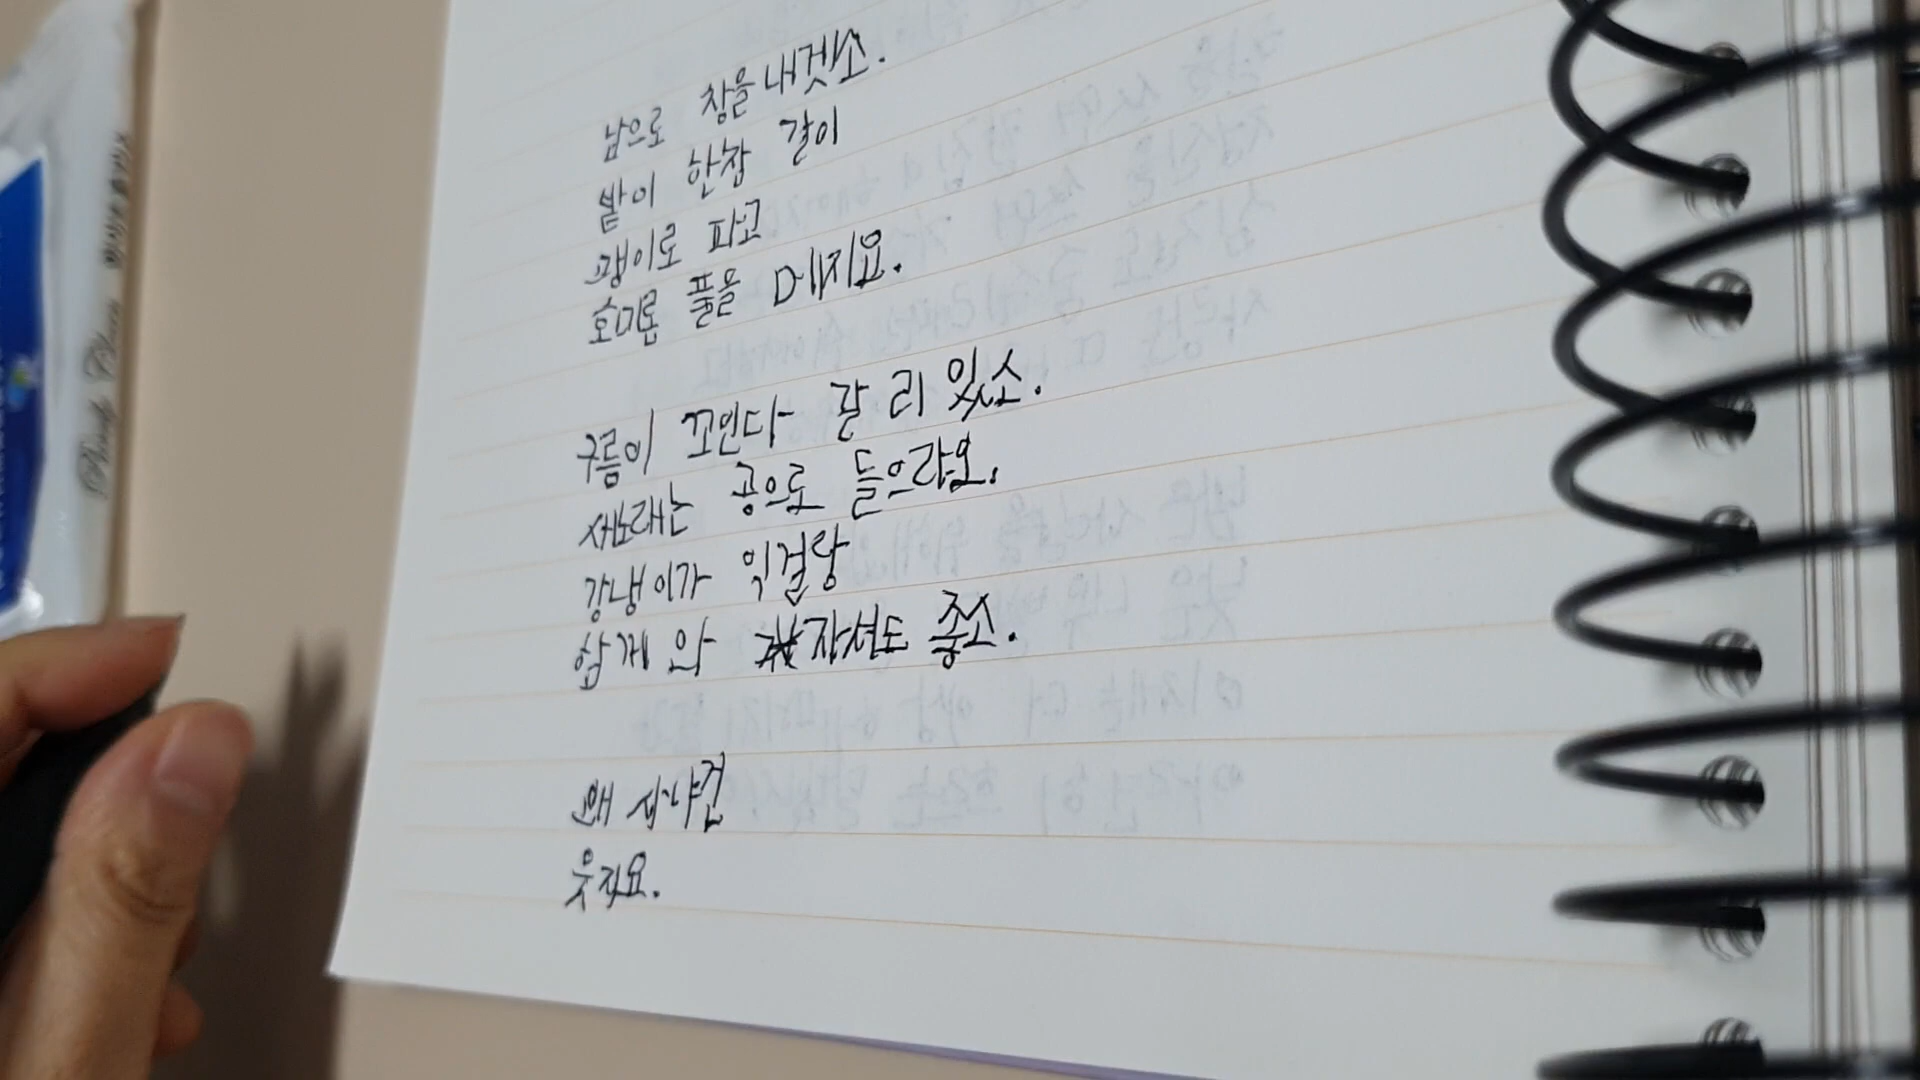 남으로 창을 내겟소.
밭이 한참 갈이
괭이로 파고
호미론 풀을 메지요.
구름이 꼬인다 갈 리 있소.
새노래는 공으로 들으랴오.
강냉이가 익걸랑
함께 와 자셔도 좋소.
왜 사냐건
웃지요.